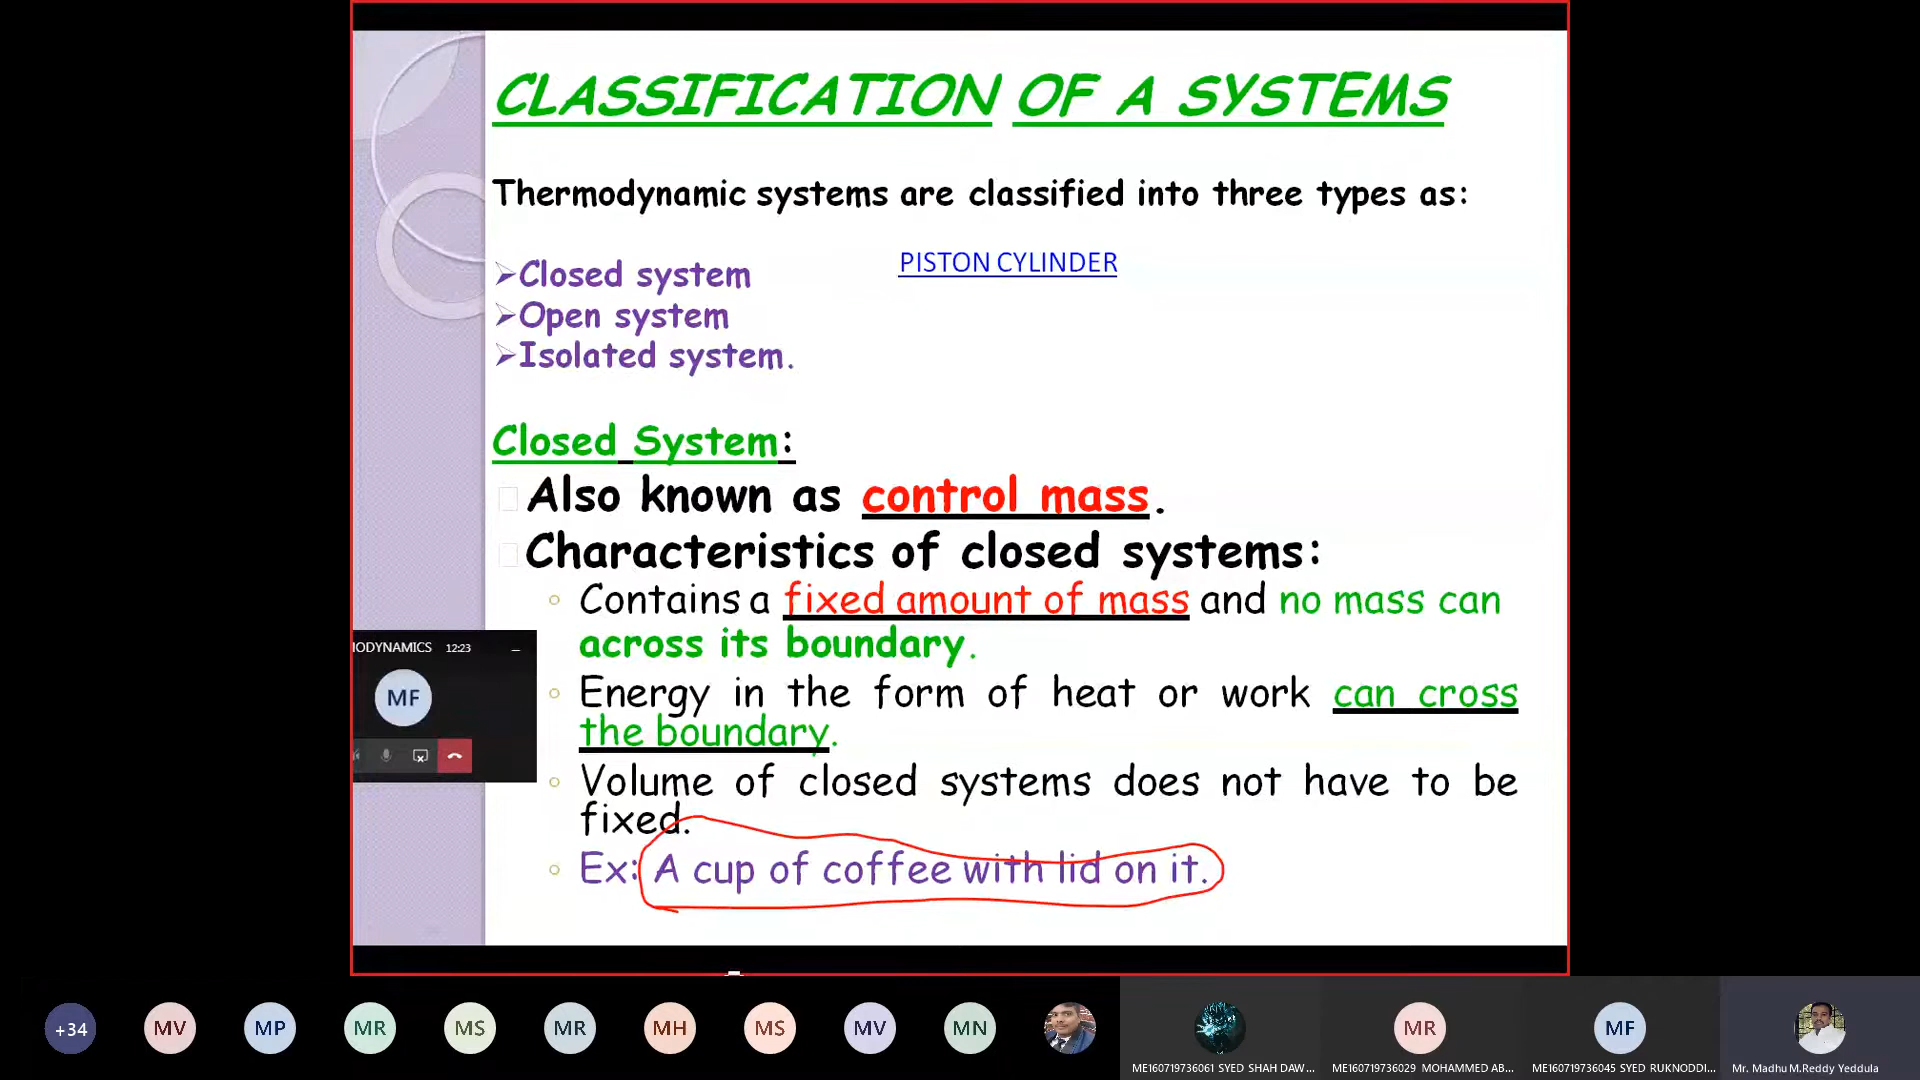 CLASSIFICATION OF A SYSTEMS
Thermodynamic systems are classified into three types as:
PISTON CYLINDER
➢Closed system
➢Open system
➢Isolated system.
Closed System:
Also known as control mass.
Characteristics of closed systems:
Contains a fixed amount of mass and no mass can
across its boundary.
Energy in the form of heat or work can cross
the boundary.
Volume of closed systems does not have to be
fixed.
Ex: A cup of coffee with lid on it.
MODYNAMICS 12:23
MF
+34
MV
MP
MR
MS
MR
MH
MS
MV
MN
MR
MF
ME160719736061 SYED SHAH DAW...
ME160719736029 MOHAMMED AB...
ME160719736045 SYED RUKNODDI...
Mr. Madhu M.Reddy Yeddula